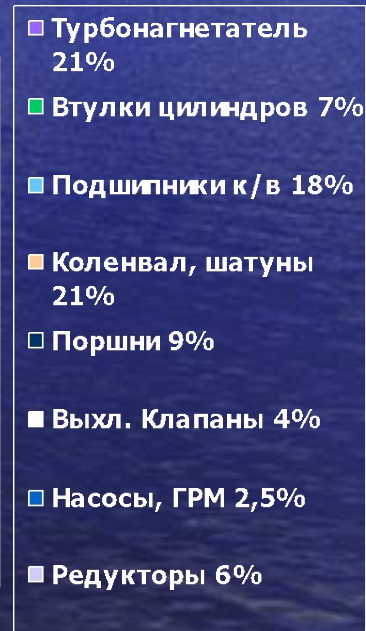 Турбонагнетатель
21%
Втулки цилиндров 7%
Подшипники к/в 18%
Коленвал, шатуны
21%
Поршни 9%
Выхл. Клапаны 4%
Насосы, ГРМ 2,5%
Редукторы 6%